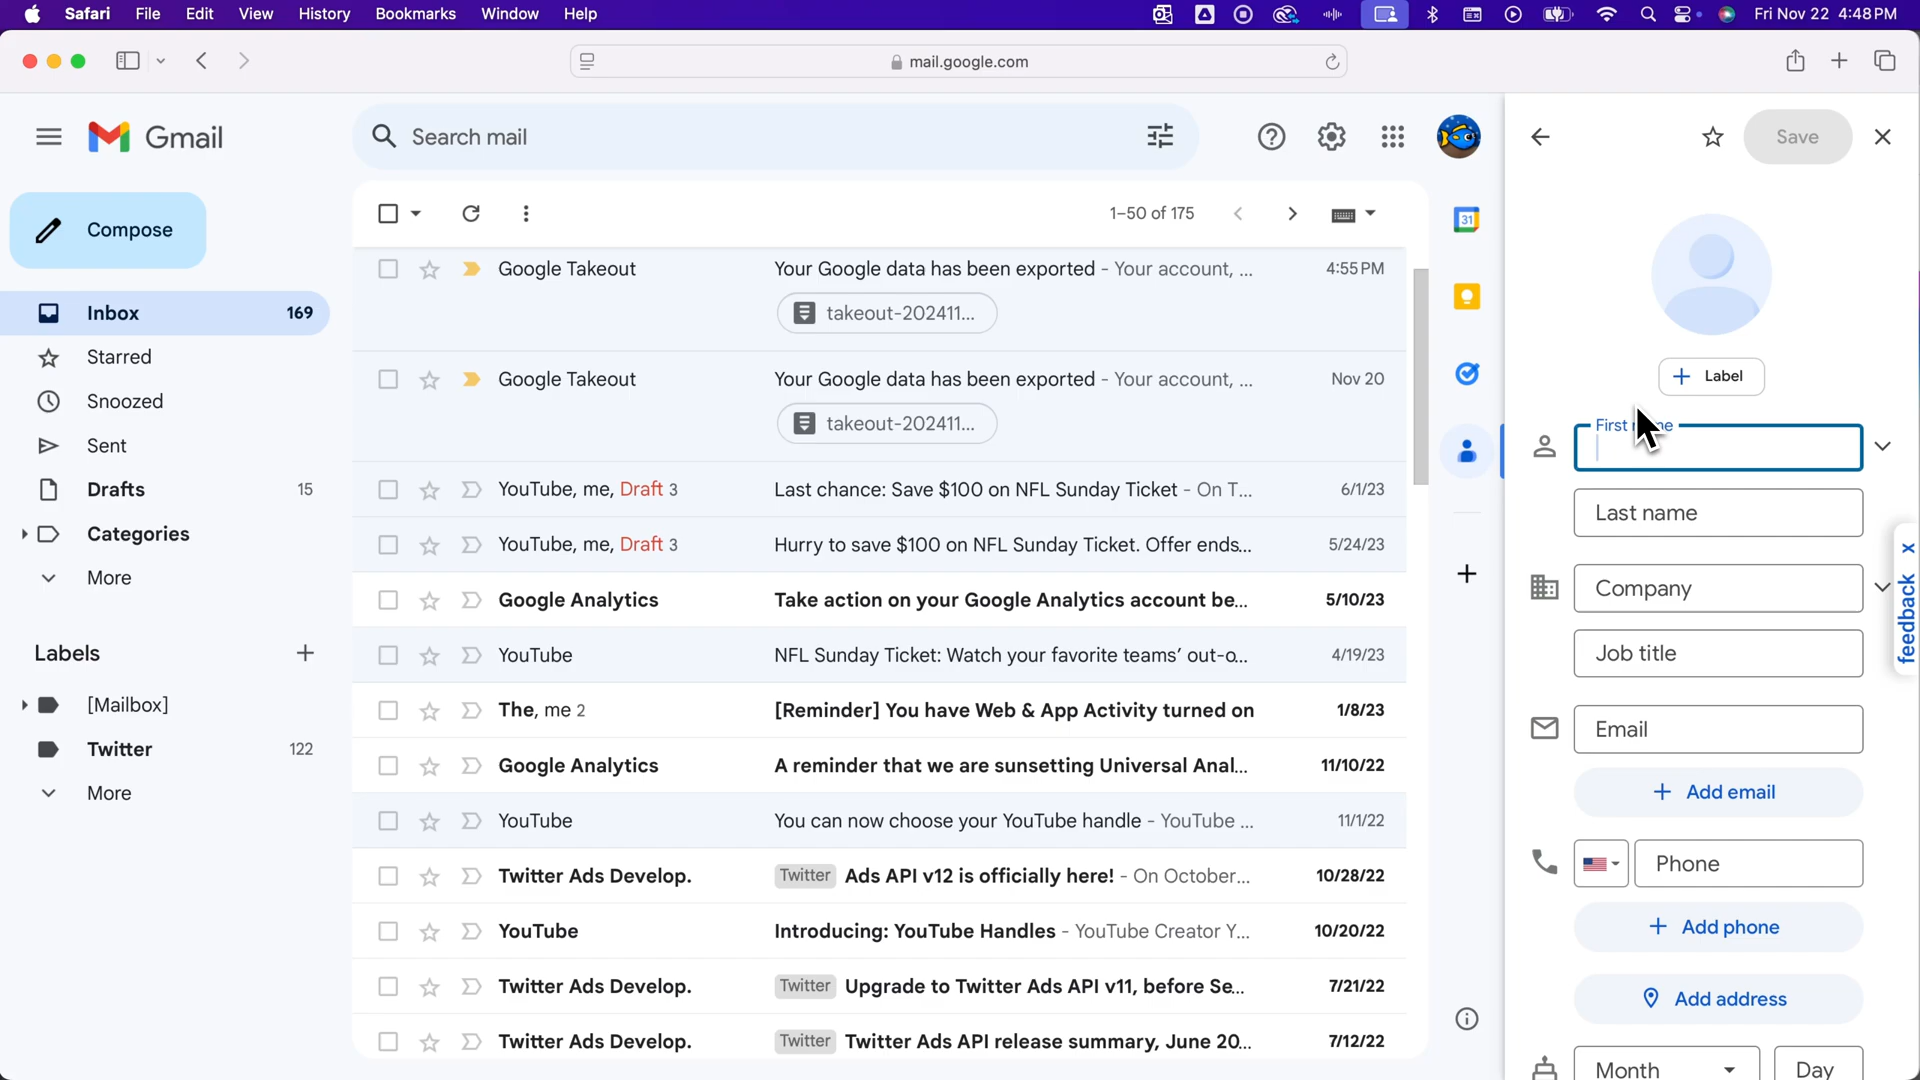 Safari File Edit View History Bookmarks Window Help Fri Nov 22 4:48 PM
mail.google.com
Gmail
Search mail
Save
Compose
1–50 of 175
31
Inbox 169
Starred
Snoozed
Sent
Drafts 15
Categories
More
Labels
[Mailbox]
Twitter 122
More
Google Takeout Your Google data has been exported - Your account, ... 4:55 PM
takeout-202411...
Google Takeout Your Google data has been exported - Your account, ... Nov 20
takeout-202411...
YouTube, me, Draft 3 Last chance: Save $100 on NFL Sunday Ticket - On T... 6/1/23
YouTube, me, Draft 3 Hurry to save $100 on NFL Sunday Ticket. Offer ends... 5/24/23
Google Analytics Take action on your Google Analytics account be... 5/10/23
YouTube NFL Sunday Ticket: Watch your favorite teams’ out-o... 4/19/23
The, me 2 [Reminder] You have Web & App Activity turned on 1/8/23
Google Analytics A reminder that we are sunsetting Universal Anal... 11/10/22
YouTube You can now choose your YouTube handle - YouTube ... 11/1/22
Twitter Ads Develop. Twitter Ads API v12 is officially here! - On October... 10/28/22
YouTube Introducing: YouTube Handles - YouTube Creator Y... 10/20/22
Twitter Ads Develop. Twitter Upgrade to Twitter Ads API v11, before Se... 7/21/22
Twitter Ads Develop. Twitter Twitter Ads API release summary, June 20... 7/12/22
Label
First
Last name
Company
Job title
Email
Add email
Phone
Add phone
Add address
Month Day
feedback x